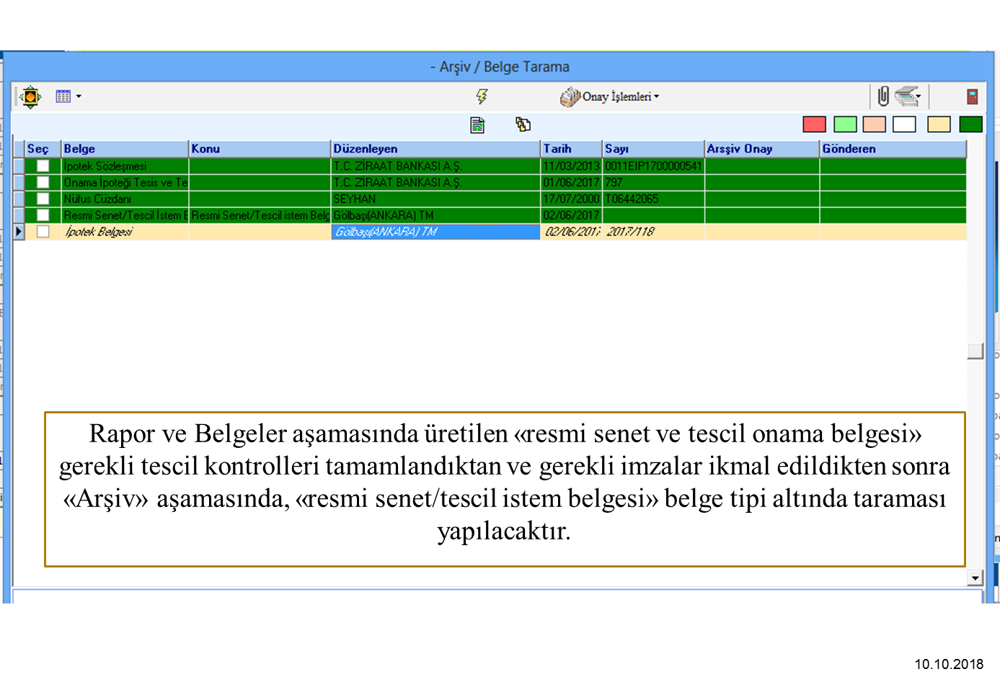 - Arşiv / Belge Tarama
Onay İşlemleri
Seç Belge Konu Düzenleyen Tarih Sayı Arsşiv Onay Gönderen
İpotek Sözleşmesi T.C. ZİRAAT BANKASI A.Ş. 11/03/2013 0011EIP1700000541
Onama İpoteği Tesis ve Te T.C. ZİRAAT BANKASI A.Ş. 01/06/2017 797
Nüfus Cüzdanı SEYHAN 17/07/2000 T06442065
Resmi Senet/Tescil İstem Resmi Senet/Tescil istem Belg Gölbaşı(ANKARA) TM 02/06/2017
İpotek Belgesi Gölbaşı(ANKARA) TM 02/06/2017 2017/118
Rapor ve Belgeler aşamasında üretilen «resmi senet ve tescil onama belgesi»
gerekli tescil kontrolleri tamamlandıktan ve gerekli imzalar ikmal edildikten sonra
«Arşiv» aşamasında, «resmi senet/tescil istem belgesi» belge tipi altında taraması
yapılacaktır.
10.10.2018